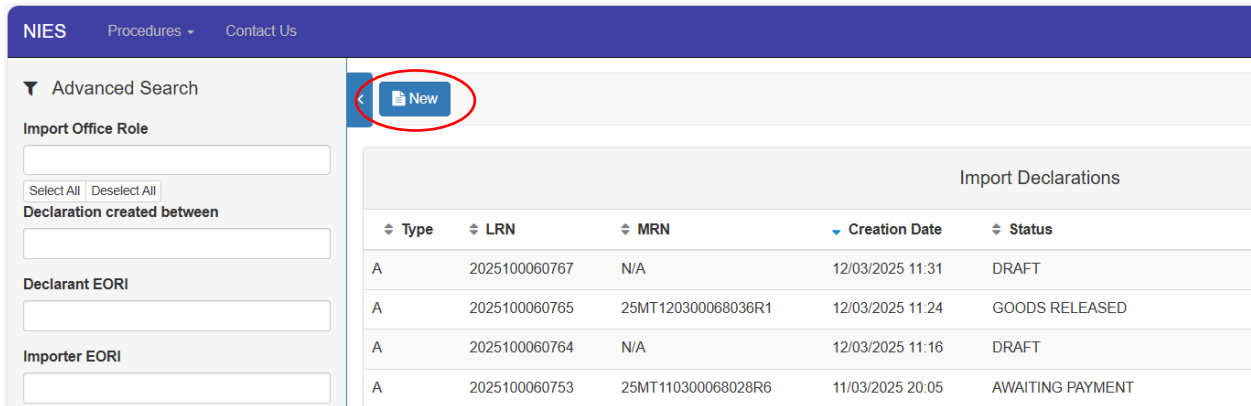 NIES Procedures Contact Us
Advanced Search
Import Office Role
Select All Deselect All
Declaration created between
Declarant EORI
Importer EORI
New
Import Declarations
Type LRN MRN Creation Date Status
A 2025100060767 N/A 12/03/2025 11:31 DRAFT
A 2025100060765 25MT120300068036R1 12/03/2025 11:24 GOODS RELEASED
A 2025100060764 N/A 12/03/2025 11:16 DRAFT
A 2025100060753 25MT110300068028R6 11/03/2025 20:05 AWAITING PAYMENT